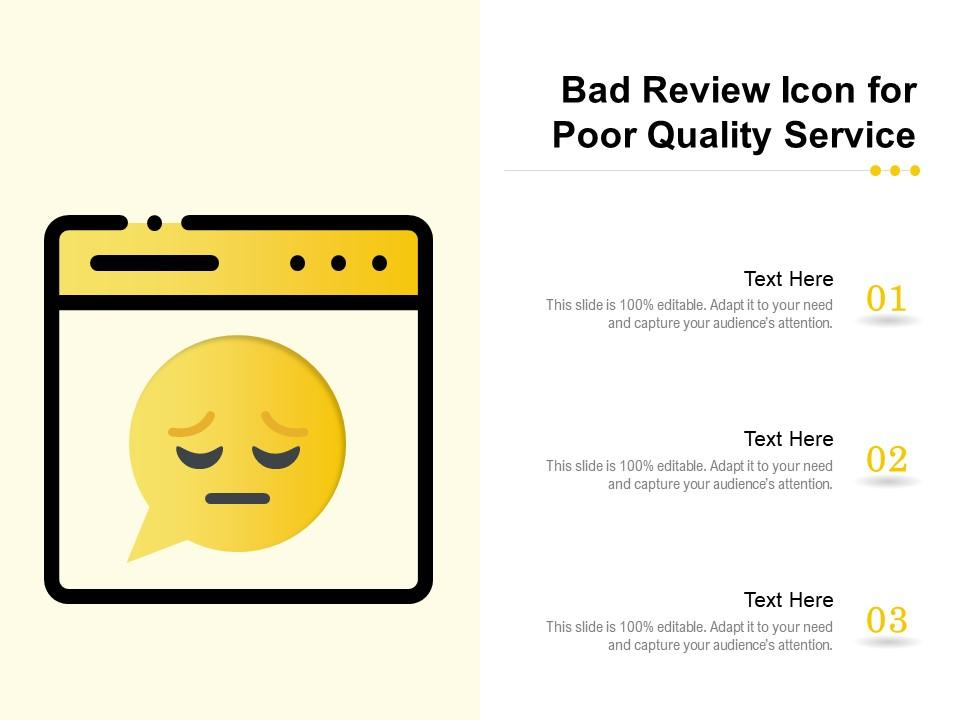 Bad Review Icon for
Poor Quality Service
Text Here
This slide is 100% editable. Adapt it to your need
and capture your audience's attention.
01
Text Here
This slide is 100% editable. Adapt it to your need
and capture your audience's attention.
02
Text Here
This slide is 100% editable. Adapt it to your need
and capture your audience's attention.
03